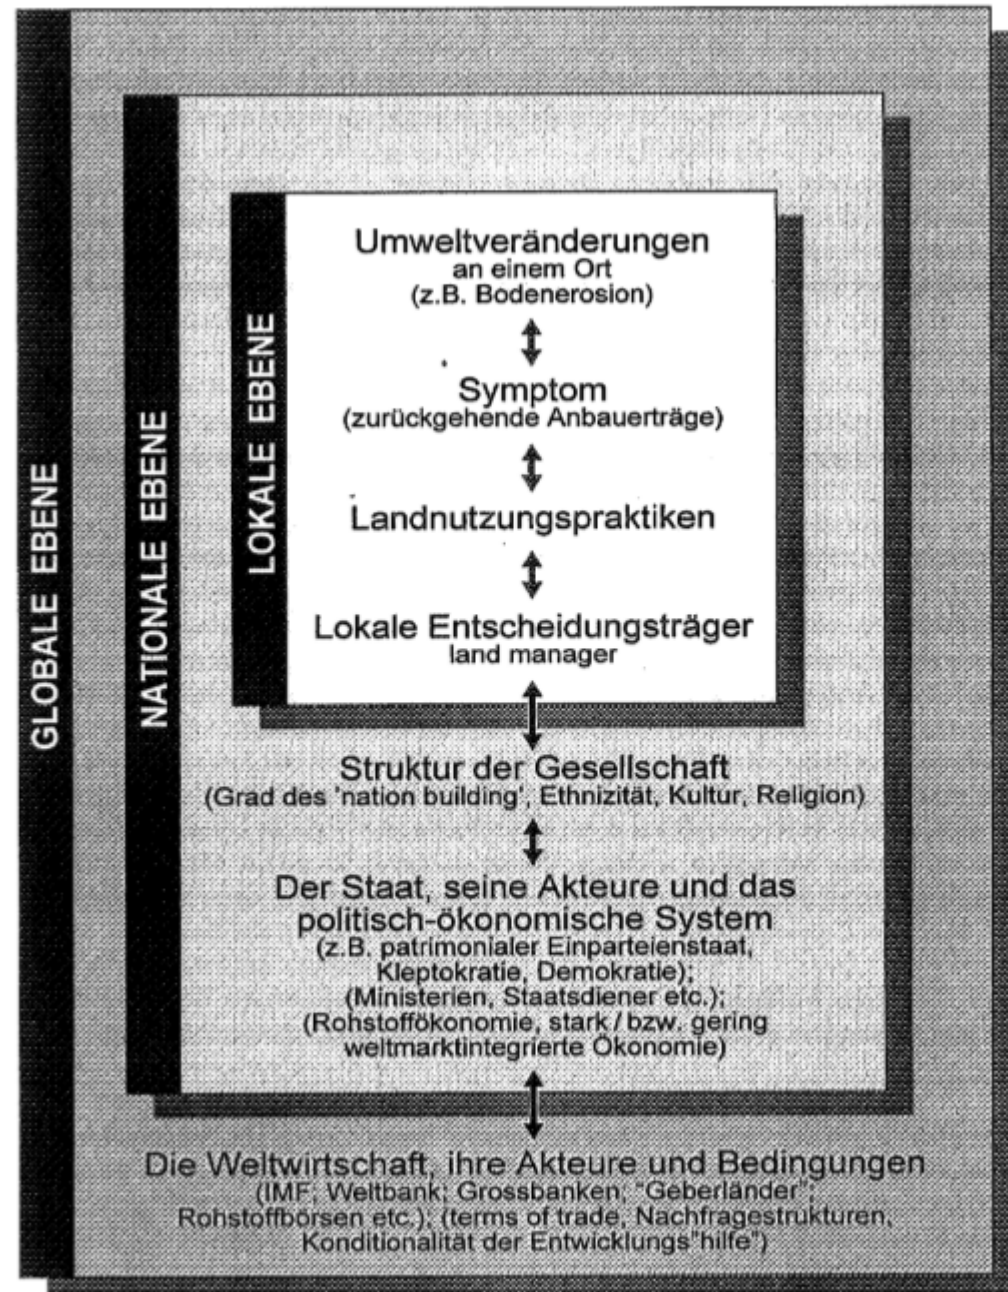 GLOBALE EBENE
NATIONALE EBENE
LOKALE EBENE
Umweltveränderungen
an einem Ort
(z.B. Bodenerosion)
Symptom
(zurückgehende Anbauerträge)
Landnutzungspraktiken
Lokale Entscheidungsträger
land manager
Struktur der Gesellschaft
(Grad des 'nation building', Ethnizität, Kultur, Religion)
Der Staat, seine Akteure und das
politisch-ökonomische System
(z.B. patrimonialer Einparteienstaat,
Kleptokratie, Demokratie);
(Ministerien, Staatsdiener etc.);
(Rohstoffökonomie, stark / bzw. gering
weltmarktintegrierte Ökonomie)
Die Weltwirtschaft, ihre Akteure und Bedingungen
(IMF; Weltbank; Grossbanken; "Geberländer";
Rohstoffbörsen etc.); (terms of trade, Nachfragestrukturen,
Konditionalität der Entwicklungs"hilfe")